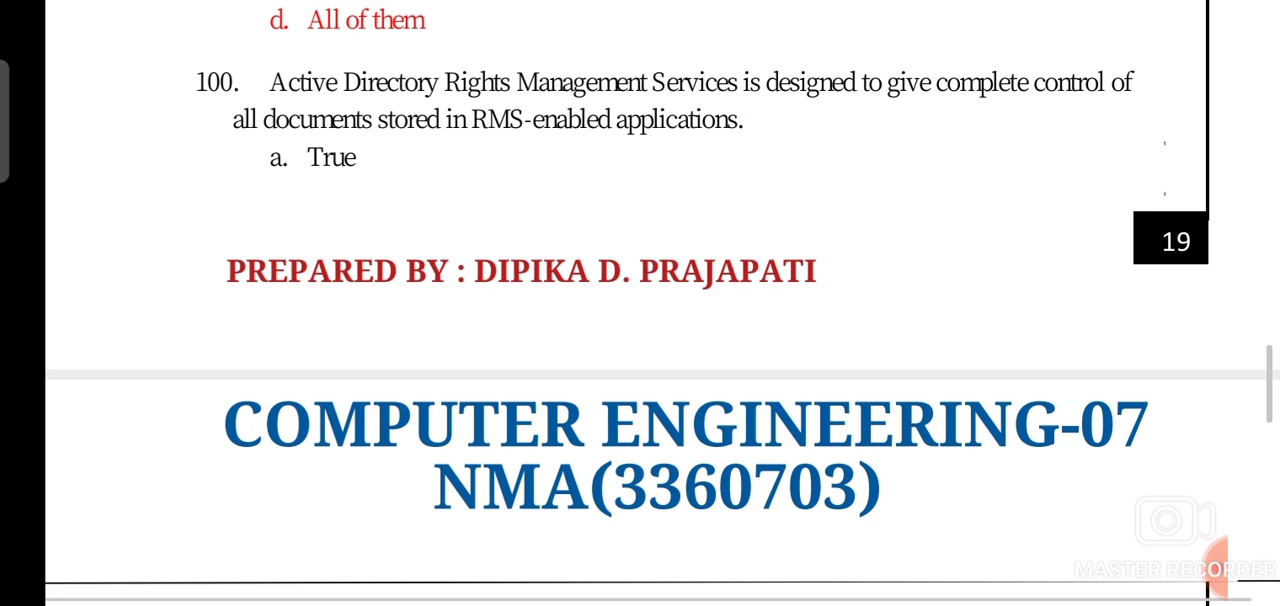 d. All of them
100. Active Directory Rights Management Services is designed to give complete control of
all documents stored in RMS-enabled applications.
a. True
19
PREPARED BY : DIPIKA D. PRAJAPATI
COMPUTER ENGINEERING-07
NMA(3360703)
MASTER RECORDER